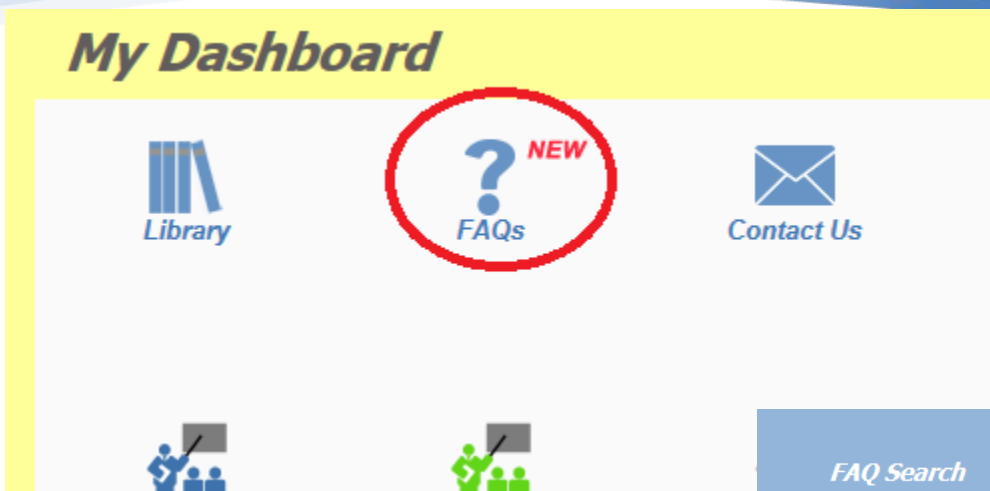 My Dashboard
NEW
Library
FAQs
Contact Us
FAQ Search